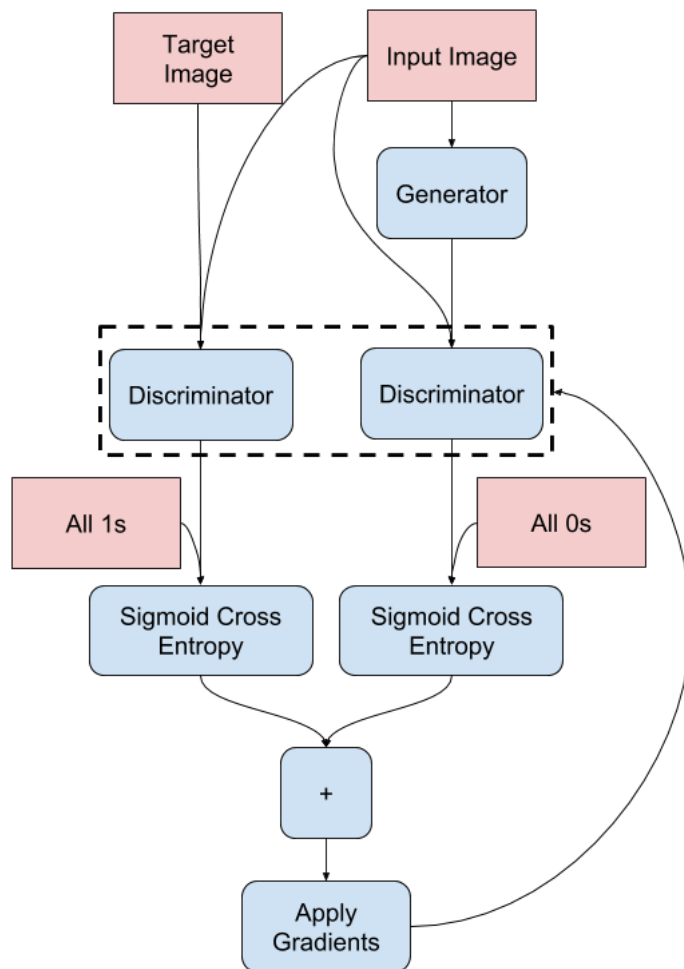 Target
Image
Input Image
Generator
Discriminator
Discriminator
All 1s
All 0s
Sigmoid Cross
Entropy
Sigmoid Cross
Entropy
+
Apply
Gradients